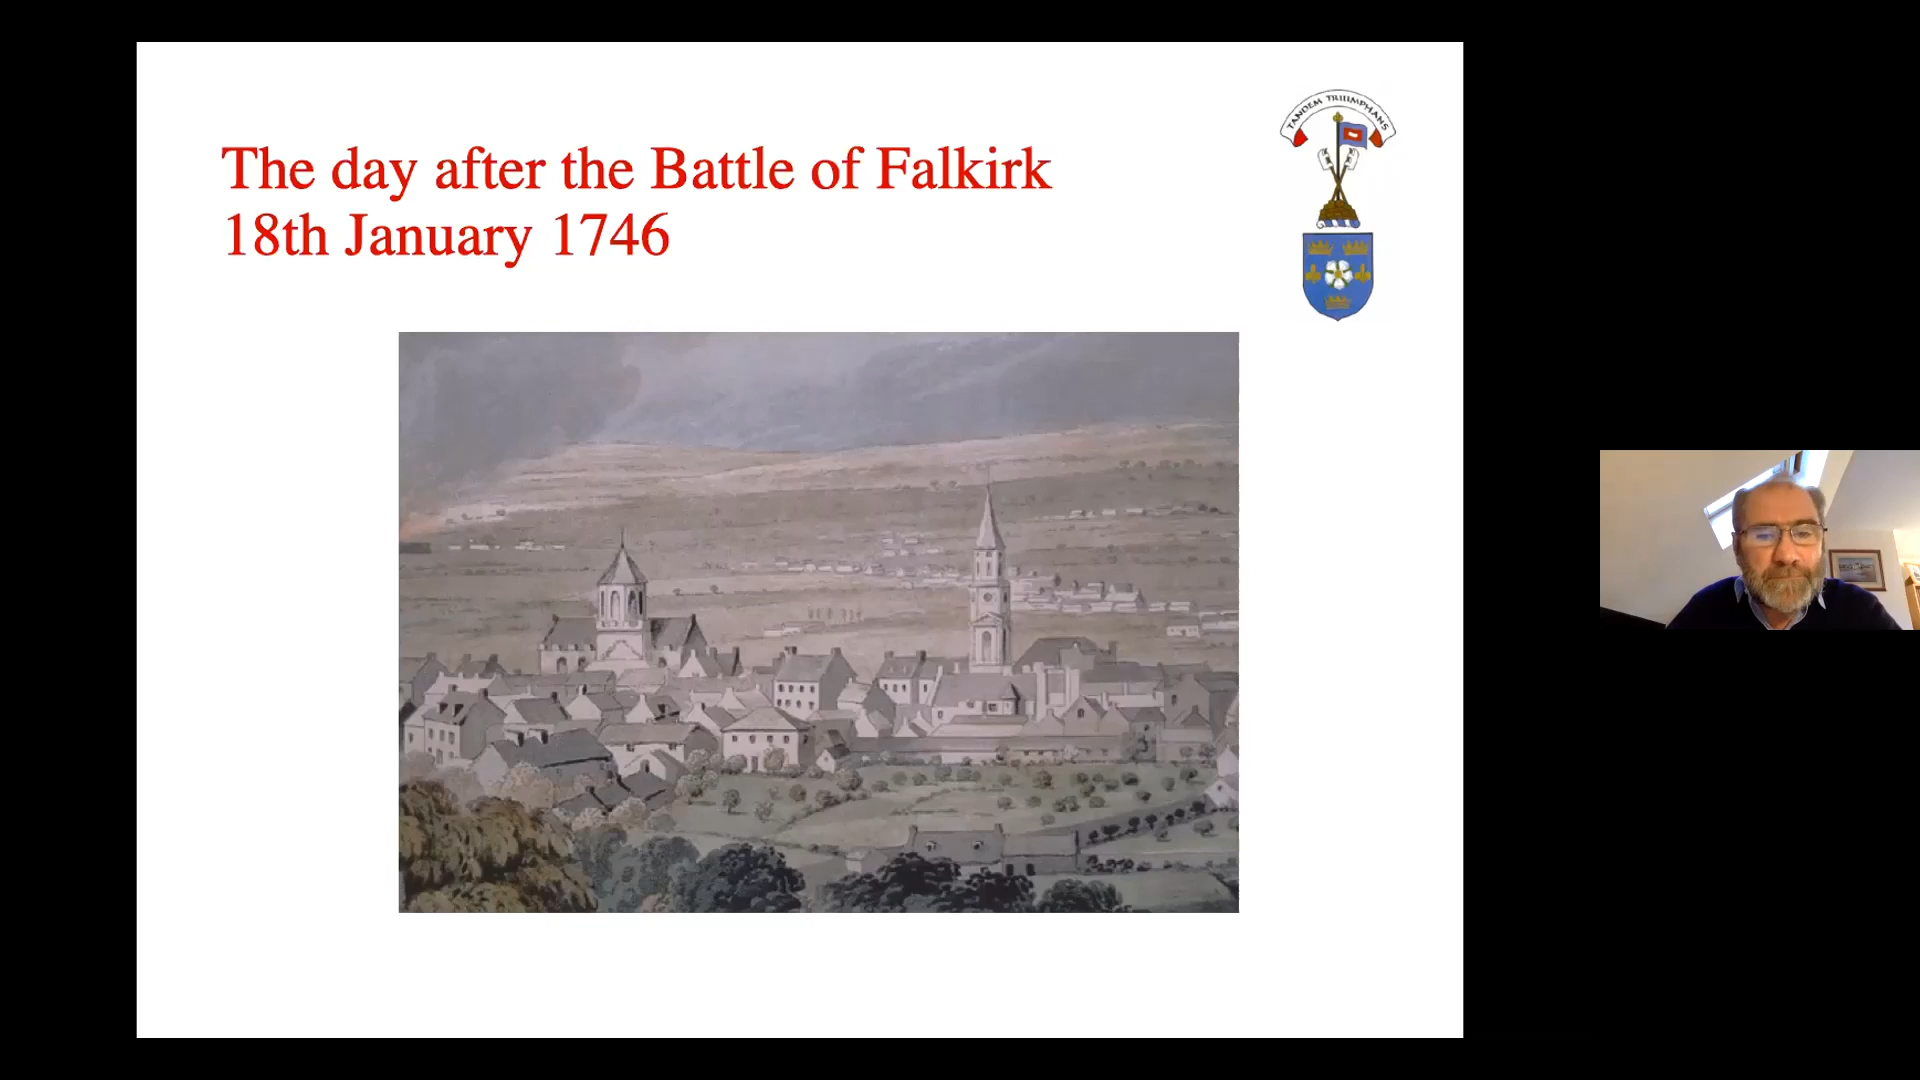 The day after the Battle of Falkirk
18th January 1746
TANDEM TRIUMPHANS